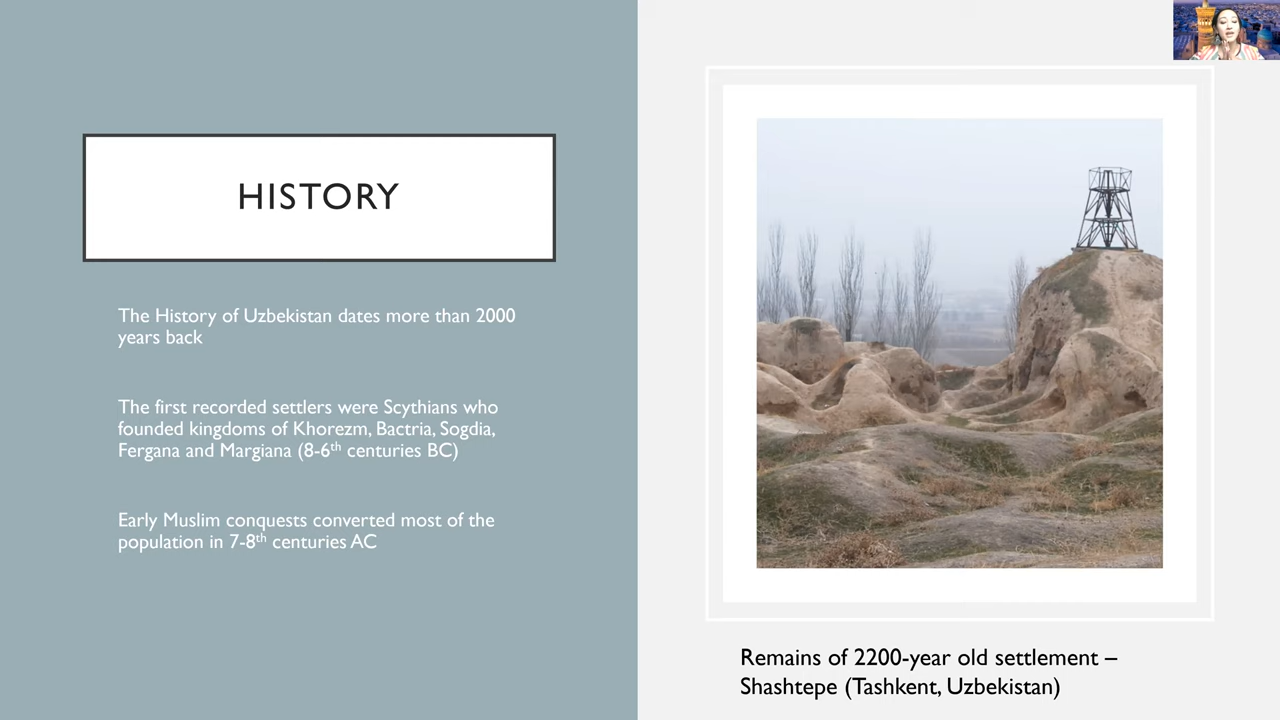 HISTORY
The History of Uzbekistan dates more than 2000
years back
The first recorded settlers were Scythians who
founded kingdoms of Khorezm, Bactria, Sogdia,
Fergana and Margiana (8-6th centuries BC)
Early Muslim conquests converted most of the
population in 7-8th centuries AC
Remains of 2200-year old settlement –
Shashtepe (Tashkent, Uzbekistan)